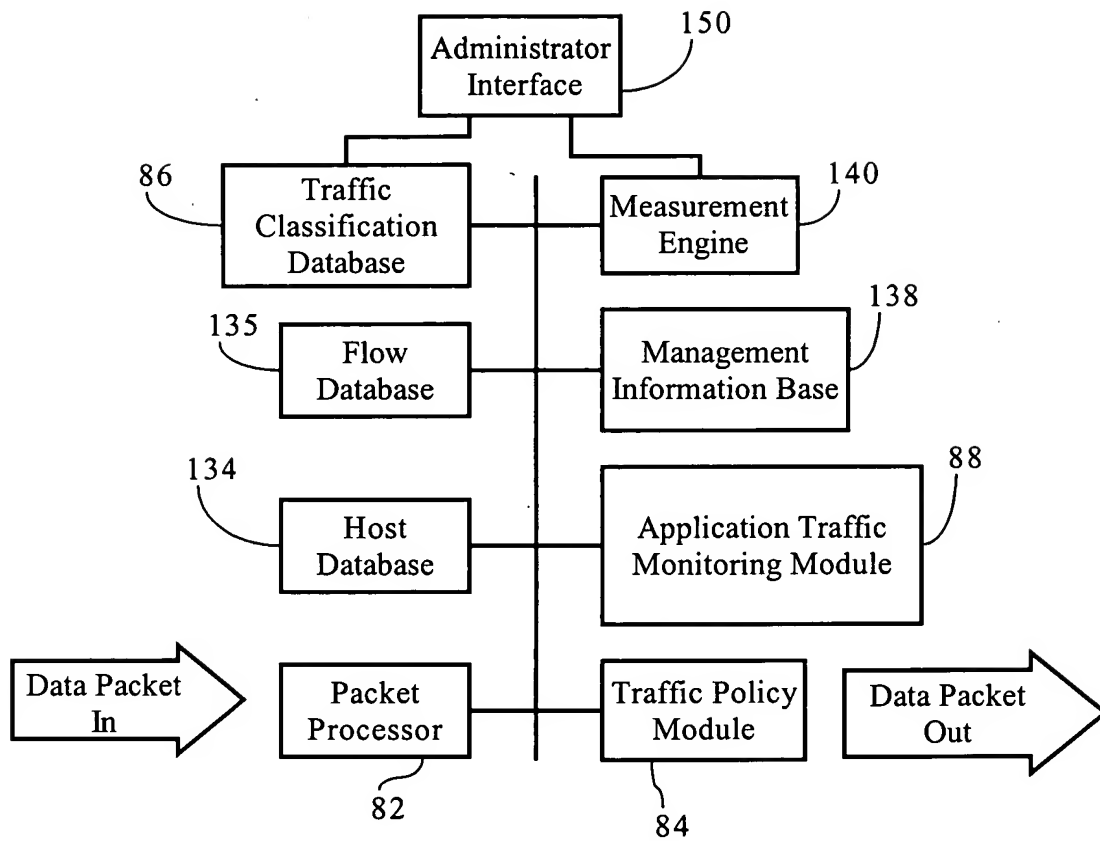 Administrator
Interface
150
86
Traffic
Classification
Database
Measurement
Engine
140
135
Flow
Database
Management
Information Base
138
134
Host
Database
Application Traffic
Monitoring Module
88
Data Packet
In
Packet
Processor
82
Traffic Policy
Module
84
Data Packet
Out